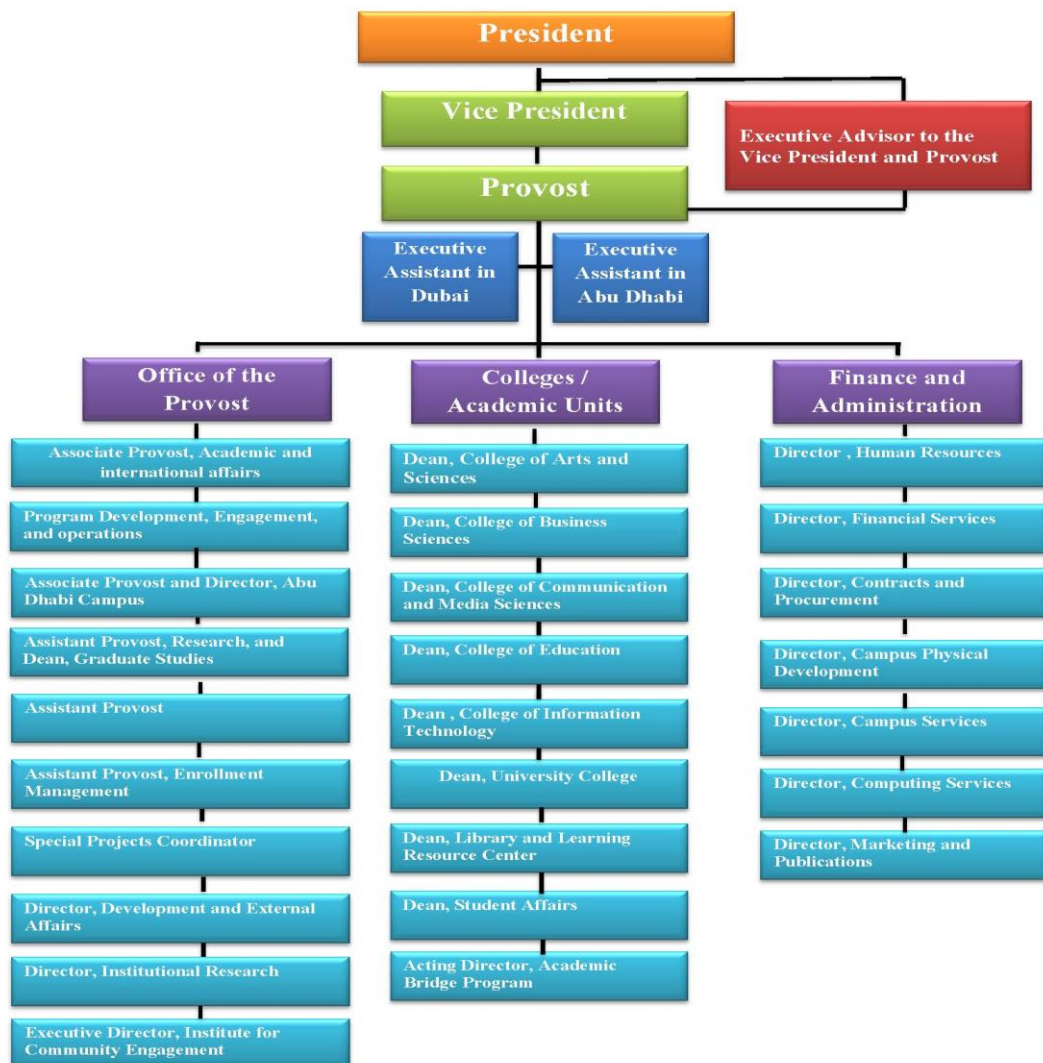 President
Vice President
Executive Advisor to the
Vice President and Provost
Provost
Executive
Assistant in
Dubai
Executive
Assistant in
Abu Dhabi
Office of the
Provost
Associate Provost, Academic and
international affairs
Program Development, Engagement,
and operations
Associate Provost and Director, Abu
Dhabi Campus
Assistant Provost, Research, and
Dean, Graduate Studies
Assistant Provost
Assistant Provost, Enrollment
Management
Special Projects Coordinator
Director, Development and External
Affairs
Director, Institutional Research
Executive Director, Institute for
Community Engagement
Colleges /
Academic Units
Dean, College of Arts and
Sciences
Dean, College of Business
Sciences
Dean, College of Communication
and Media Sciences
Dean, College of Education
Dean , College of Information
Technology
Dean, University College
Dean, Library and Learning
Resource Center
Dean, Student Affairs
Acting Director, Academic
Bridge Program
Finance and
Administration
Director , Human Resources
Director, Financial Services
Director, Contracts and
Procurement
Director, Campus Physical
Development
Director, Campus Services
Director, Computing Services
Director, Marketing and
Publications